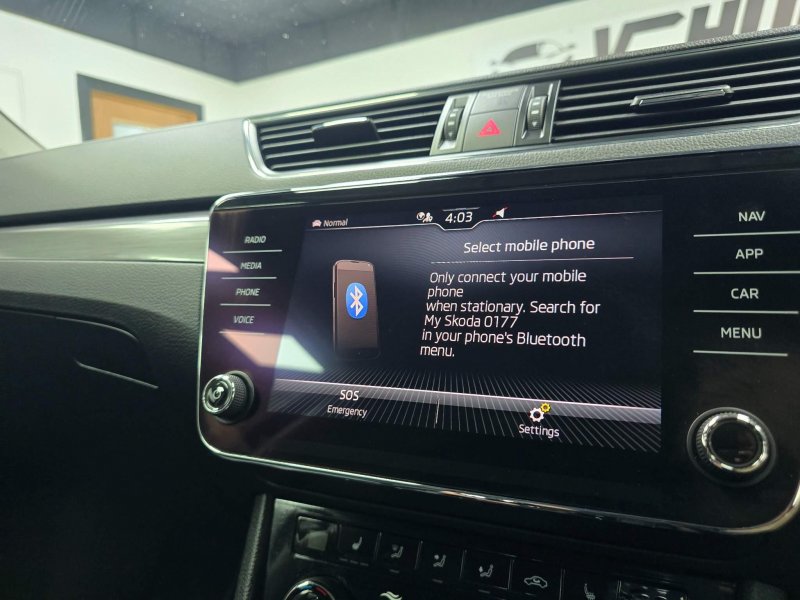 RADIO
MEDIA
PHONE
VOICE
Normal
4:03
Select mobile phone
Only connect your mobile
phone
when stationary. Search for
My Skoda 0177
in your phone's Bluetooth
menu.
SOS
Emergency
Settings
NAV
APP
CAR
MENU